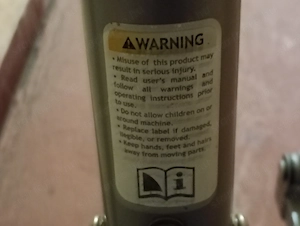 WARNING
• Misuse of this product may
result in serious injury.
• Read user's manual and
follow all warnings and
operating instructions prior
to use.
• Do not allow children on or
around machine.
• Replace label if damaged,
illegible, or removed.
• Keep hands, feet and hair
away from moving parts.
i